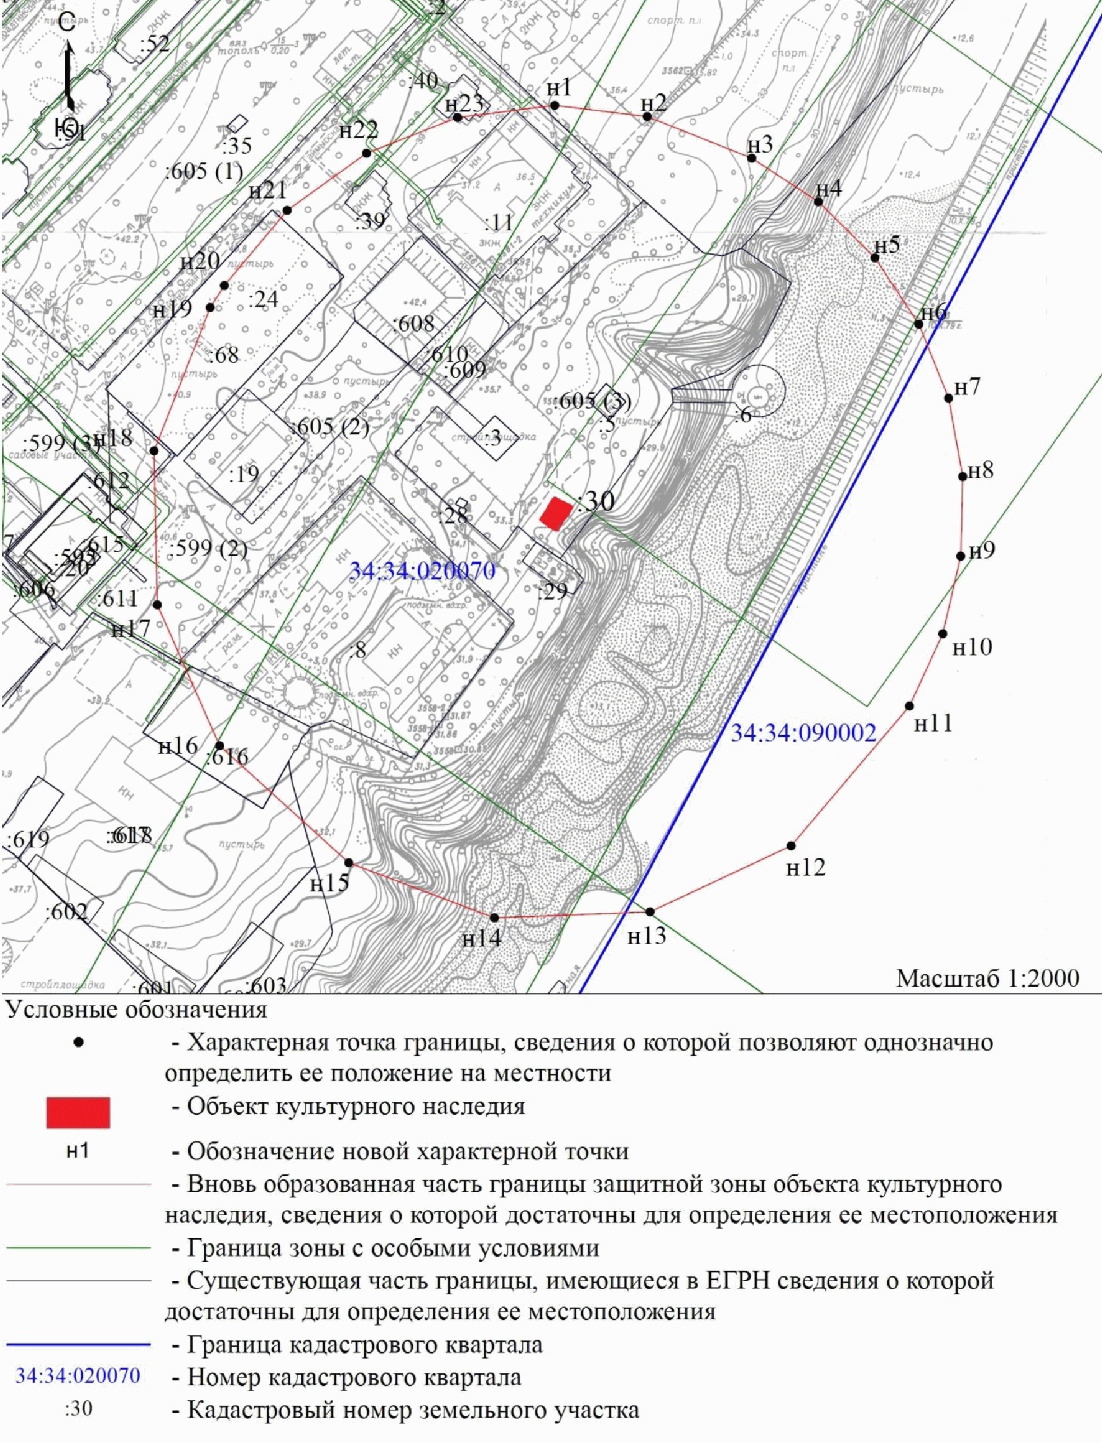 С
Ю
:52
:40
н23
н1
н2
:35
н22
:605 (1)
н3
н21
н4
:39
:11
н5
н20
пустырь
:24
н19
н6
:608
:68
:610
:609
н7
:605 (3)
:5
:6
:605 (2)
:3
н18
:19
н8
:612
:30
:28
:615
:599 (2)
н9
34:34:020070
:20
:606
:611
:29
н17
н10
:8
н11
34:34:090002
н16
:616
:619
:618
пустырь
н12
н15
:602
н14
н13
стройплощадка
:601
:603
Масштаб 1:2000
Условные обозначения
- Характерная точка границы, сведения о которой позволяют однозначно
определить ее положение на местности
- Объект культурного наследия
н1 - Обозначение новой характерной точки
- Вновь образованная часть границы защитной зоны объекта культурного
наследия, сведения о которой достаточны для определения ее местоположения
- Граница зоны с особыми условиями
- Существующая часть границы, имеющиеся в ЕГРН сведения о которой
достаточны для определения ее местоположения
- Граница кадастрового квартала
34:34:020070 - Номер кадастрового квартала
:30 - Кадастровый номер земельного участка